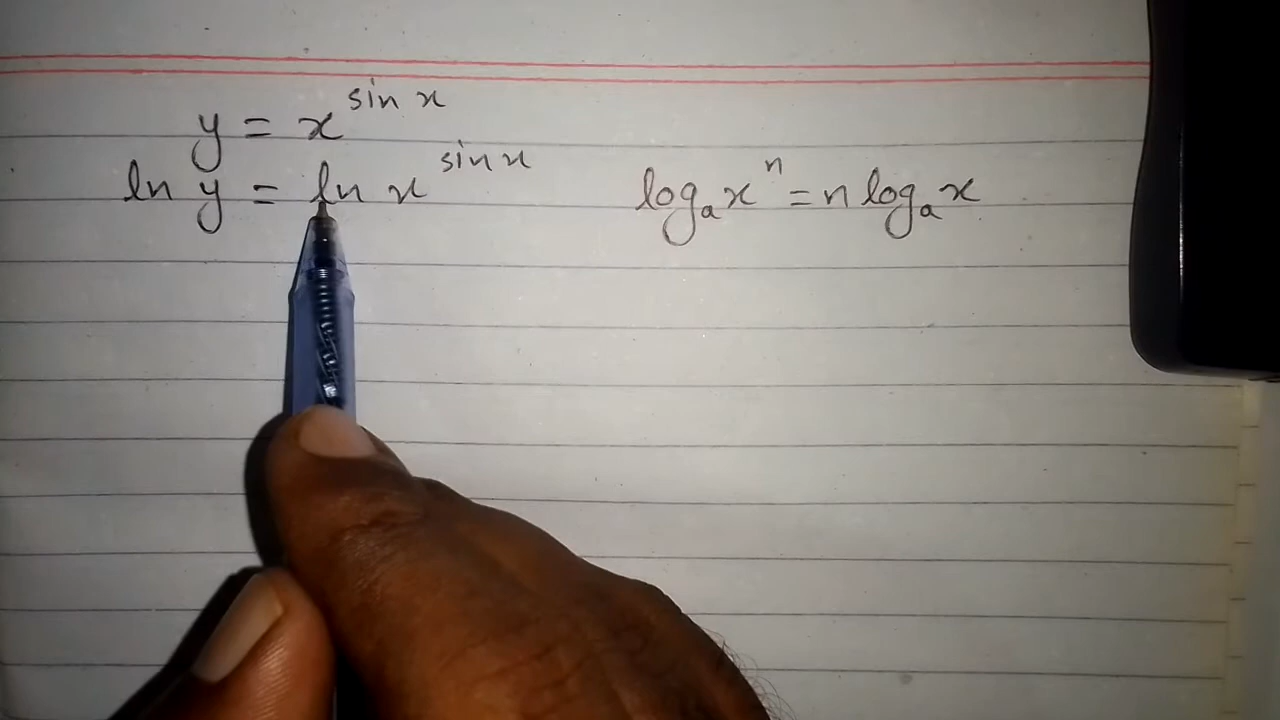 y = x^{sin x}
ln y = ln x^{sin x}
log_a x^n = n log_a x